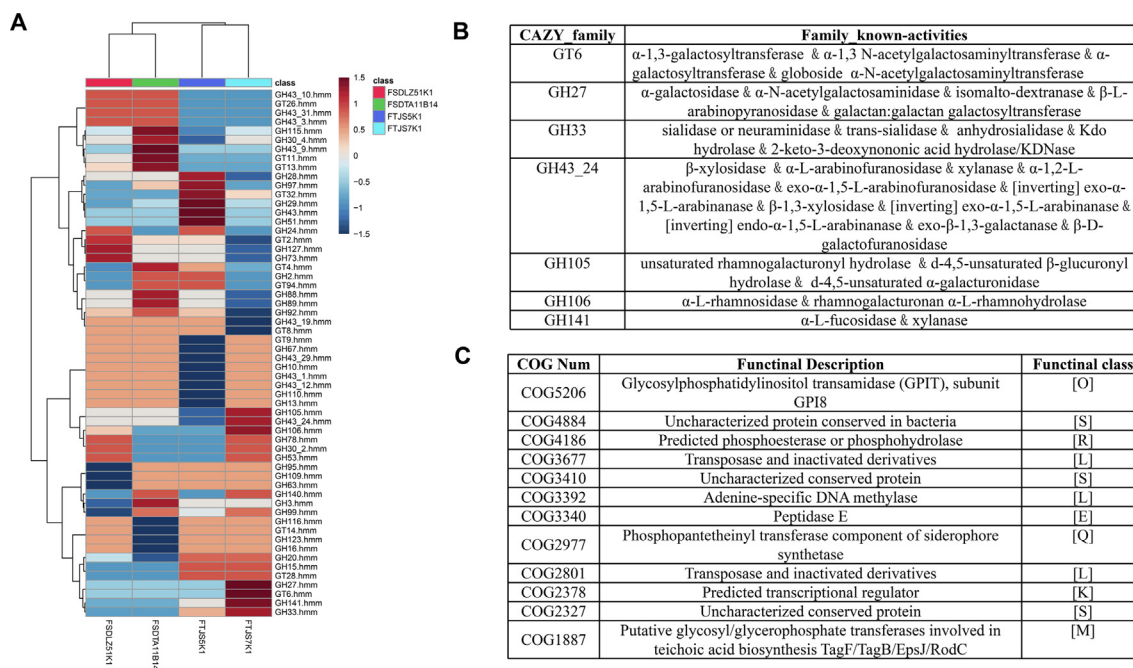 A
class
1.5
1
0.5
0
−0.5
−1
−1.5
class
FSDLZ51K1
FSDTA11B14
FTJS5K1
FTJS7K1
GH43_10.hmm
GT26.hmm
GH43_31.hmm
GH43_3.hmm
GH115.hmm
GH30_4.hmm
GH43_9.hmm
GT11.hmm
GT13.hmm
GH28.hmm
GH97.hmm
GT32.hmm
GH29.hmm
GH43.hmm
GH51.hmm
GH24.hmm
GT2.hmm
GH127.hmm
GH73.hmm
GT4.hmm
GH2.hmm
GT94.hmm
GH88.hmm
GH89.hmm
GH92.hmm
GH43_19.hmm
GT8.hmm
GT9.hmm
GH67.hmm
GH43_29.hmm
GH10.hmm
GH43_1.hmm
GH43_12.hmm
GH110.hmm
GH13.hmm
GH105.hmm
GH43_24.hmm
GH106.hmm
GH78.hmm
GH30_2.hmm
GH53.hmm
GH95.hmm
GH109.hmm
GH63.hmm
GH140.hmm
GH3.hmm
GH99.hmm
GH116.hmm
GT14.hmm
GH123.hmm
GH16.hmm
GH20.hmm
GH15.hmm
GT28.hmm
GH27.hmm
GT6.hmm
GH141.hmm
GH33.hmm
FSDLZ51K1
FSDTA11B14
FTJS5K1
FTJS7K1
B
CAZY_family Family_known-activities
GT6 α-1,3-galactosyltransferase & α-1,3 N-acetylgalactosaminyltransferase & α-
galactosyltransferase & globoside α-N-acetylgalactosaminyltransferase
GH27 α-galactosidase & α-N-acetylgalactosaminidase & isomalto-dextranase & β-L-
arabinopyranosidase & galactan:galactan galactosyltransferase
GH33 sialidase or neuraminidase & trans-sialidase & anhydrosialidase & Kdo
hydrolase & 2-keto-3-deoxynononic acid hydrolase/KDNase
GH43_24 β-xylosidase & α-L-arabinofuranosidase & xylanase & α-1,2-L-
arabinofuranosidase & exo-α-1,5-L-arabinofuranosidase & [inverting] exo-α-
1,5-L-arabinanase & β-1,3-xylosidase & [inverting] exo-α-1,5-L-arabinanase &
[inverting] endo-α-1,5-L-arabinanase & exo-β-1,3-galactanase & β-D-
galactofuranosidase
GH105 unsaturated rhamnogalacturonyl hydrolase & d-4,5-unsaturated β-glucuronyl
hydrolase & d-4,5-unsaturated α-galacturonidase
GH106 α-L-rhamnosidase & rhamnogalacturonan α-L-rhamnohydrolase
GH141 α-L-fucosidase & xylanase
C
COG Num Functinal Description Functinal class
COG5206 Glycosylphosphatidylinositol transamidase (GPIT), subunit
GPI8 [O]
COG4884 Uncharacterized protein conserved in bacteria [S]
COG4186 Predicted phosphoesterase or phosphohydrolase [R]
COG3677 Transposase and inactivated derivatives [L]
COG3410 Uncharacterized conserved protein [S]
COG3392 Adenine-specific DNA methylase [L]
COG3340 Peptidase E [E]
COG2977 Phosphopantetheinyl transferase component of siderophore
synthetase [Q]
COG2801 Transposase and inactivated derivatives [L]
COG2378 Predicted transcriptional regulator [K]
COG2327 Uncharacterized conserved protein [S]
COG1887 Putative glycosyl/glycerophosphate transferases involved in
teichoic acid biosynthesis TagF/TagB/EpsJ/RodC [M]